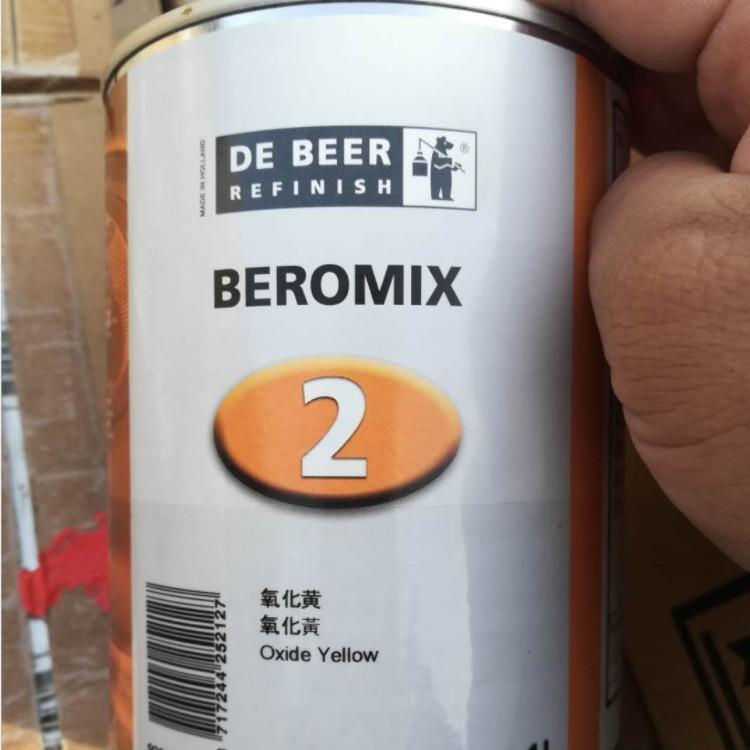 MADE IN HOLLAND
DE BEER
REFINISH
®
BEROMIX
2
氧化黄
氧化黃
Oxide Yellow
717244 252127